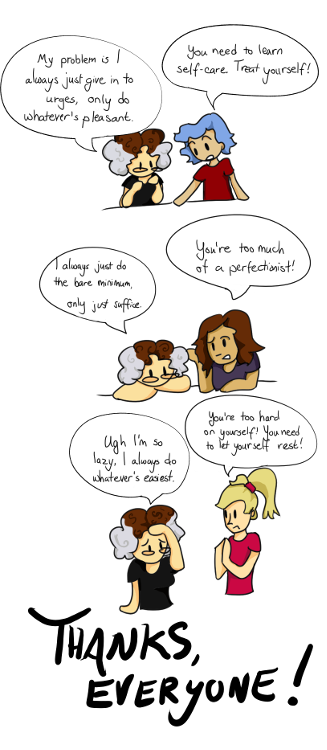 My problem is I
always just give in to
urges, only do
whatever's pleasant.
You need to learn
self-care. Treat yourself!
I always just do
the bare minimum,
only just suffice.
You're too much
of a perfectionist!
Ugh I'm so
lazy, I always do
whatever's easiest.
You're too hard
on yourself! You need
to let yourself rest!
THANKS,
EVERYONE!